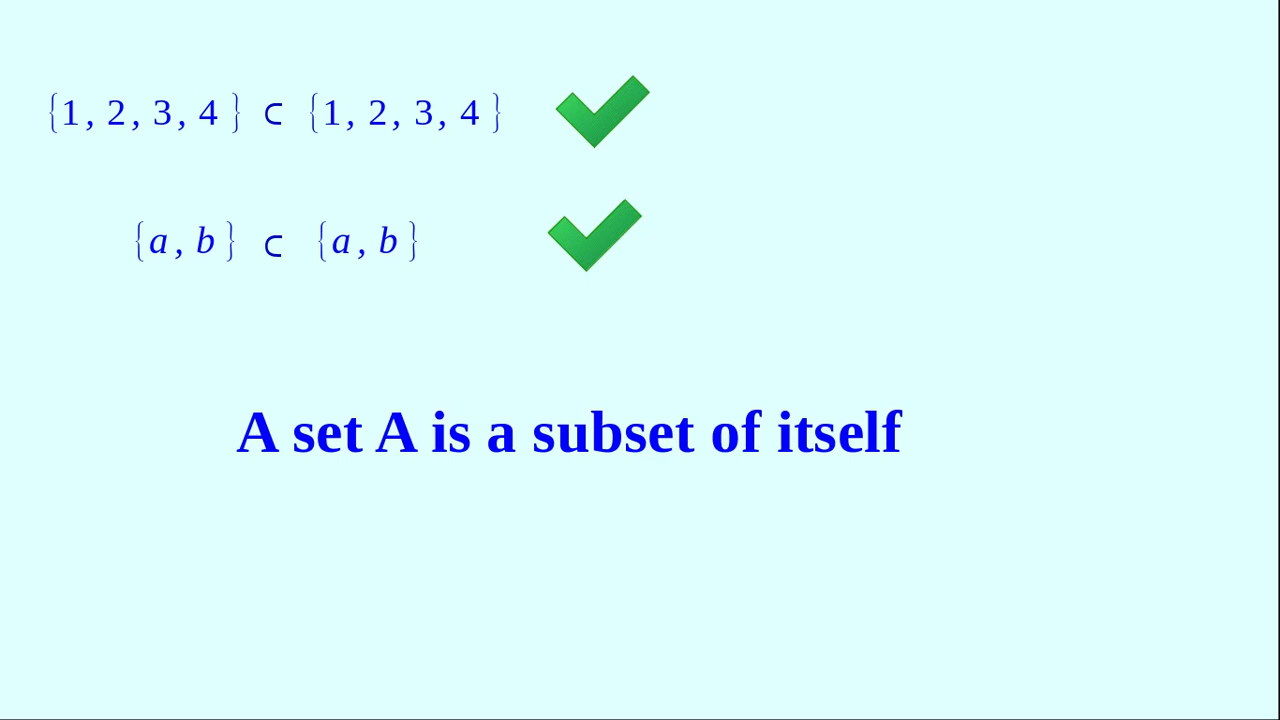 {1, 2, 3, 4 } ⊂ {1, 2, 3, 4 }
{a, b } ⊂ {a, b }
A set A is a subset of itself